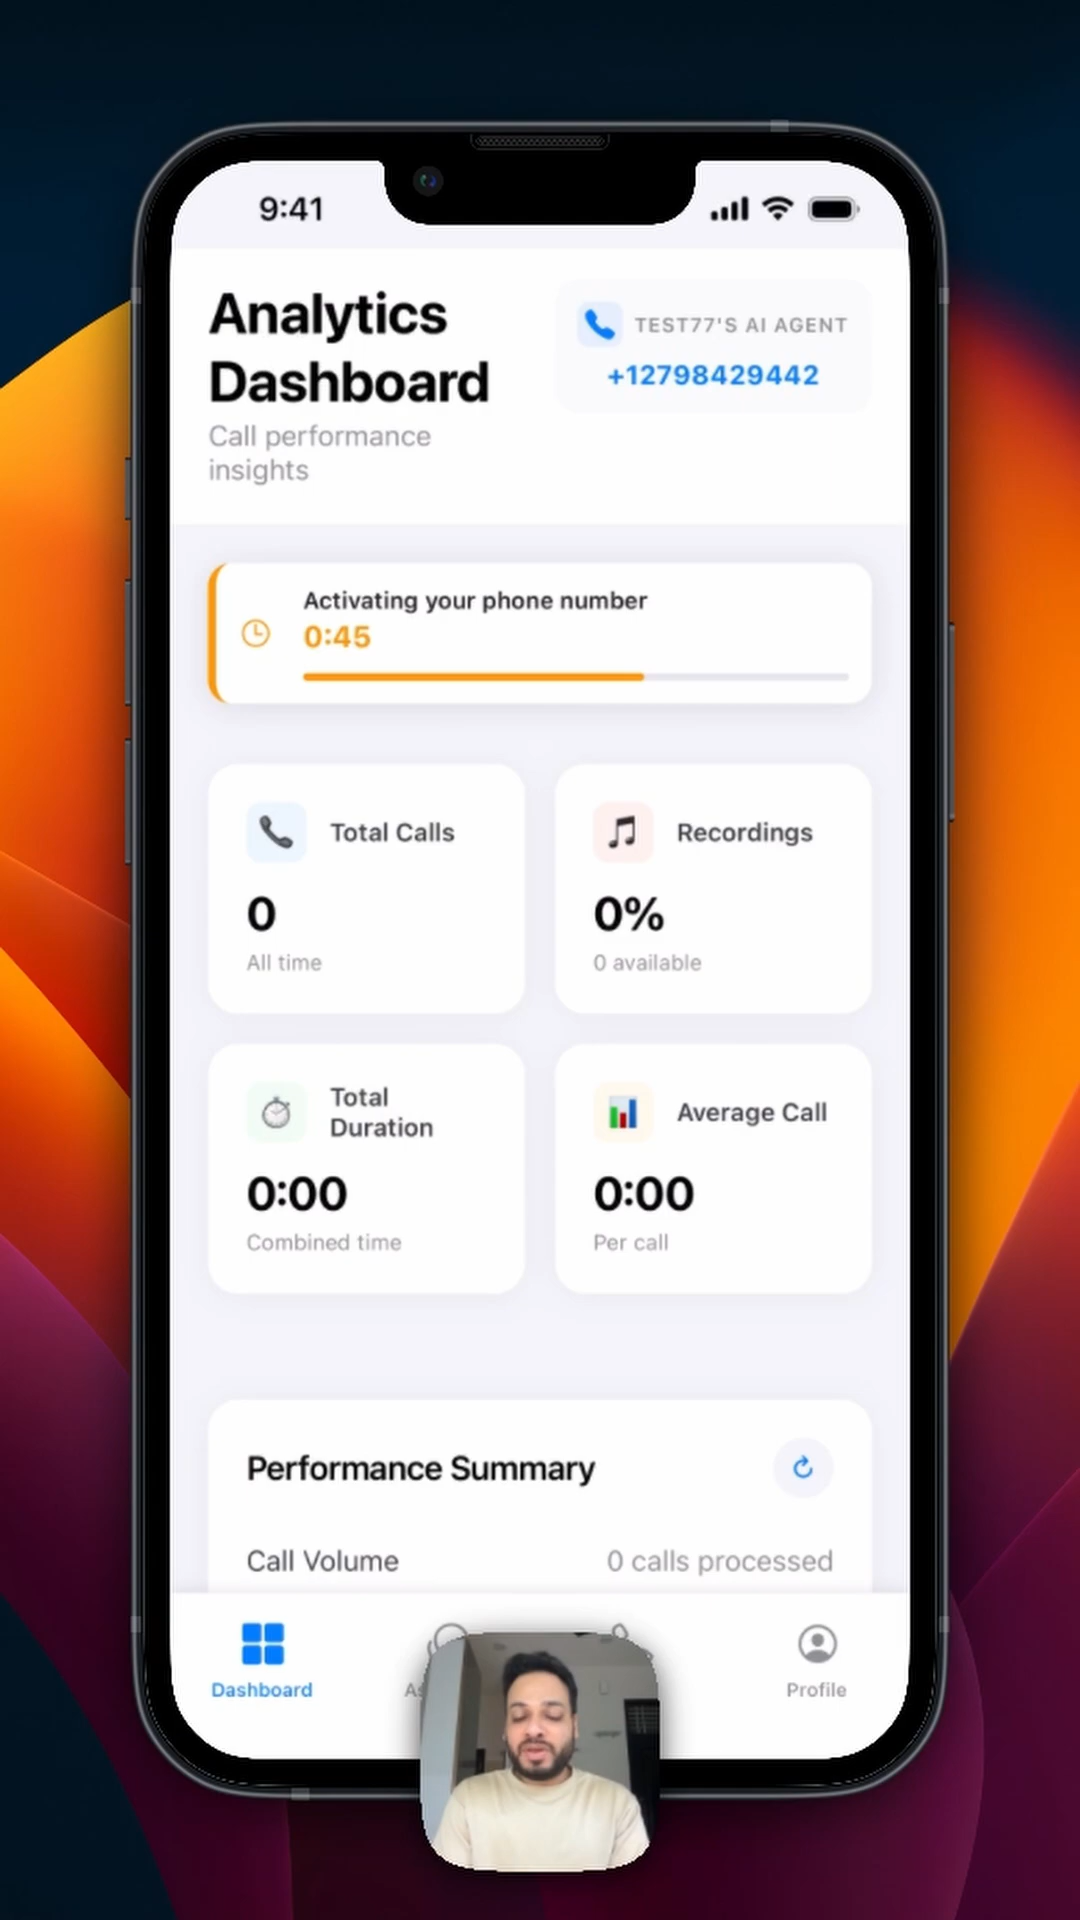 9:41
Analytics
Dashboard
Call performance
insights
TEST77'S AI AGENT
+12798429442
Activating your phone number
0:45
Total Calls
0
All time
Recordings
0%
0 available
Total
Duration
0:00
Combined time
Average Call
0:00
Per call
Performance Summary
Call Volume
0 calls processed
Dashboard
Profile